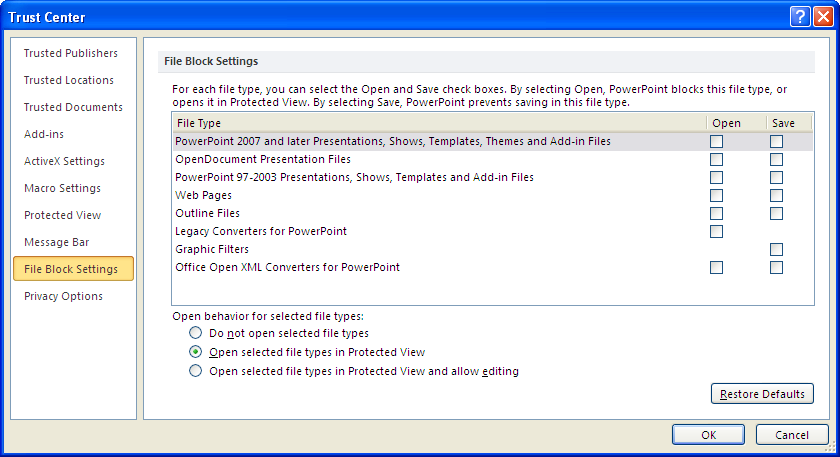 Trust Center
Trusted Publishers
Trusted Locations
Trusted Documents
Add-ins
ActiveX Settings
Macro Settings
Protected View
Message Bar
File Block Settings
Privacy Options
File Block Settings
For each file type, you can select the Open and Save check boxes. By selecting Open, PowerPoint blocks this file type, or
opens it in Protected View. By selecting Save, PowerPoint prevents saving in this file type.
File Type Open Save
PowerPoint 2007 and later Presentations, Shows, Templates, Themes and Add-in Files
OpenDocument Presentation Files
PowerPoint 97-2003 Presentations, Shows, Templates and Add-in Files
Web Pages
Outline Files
Legacy Converters for PowerPoint
Graphic Filters
Office Open XML Converters for PowerPoint
Open behavior for selected file types:
Do not open selected file types
Open selected file types in Protected View
Open selected file types in Protected View and allow editing
Restore Defaults
OK Cancel